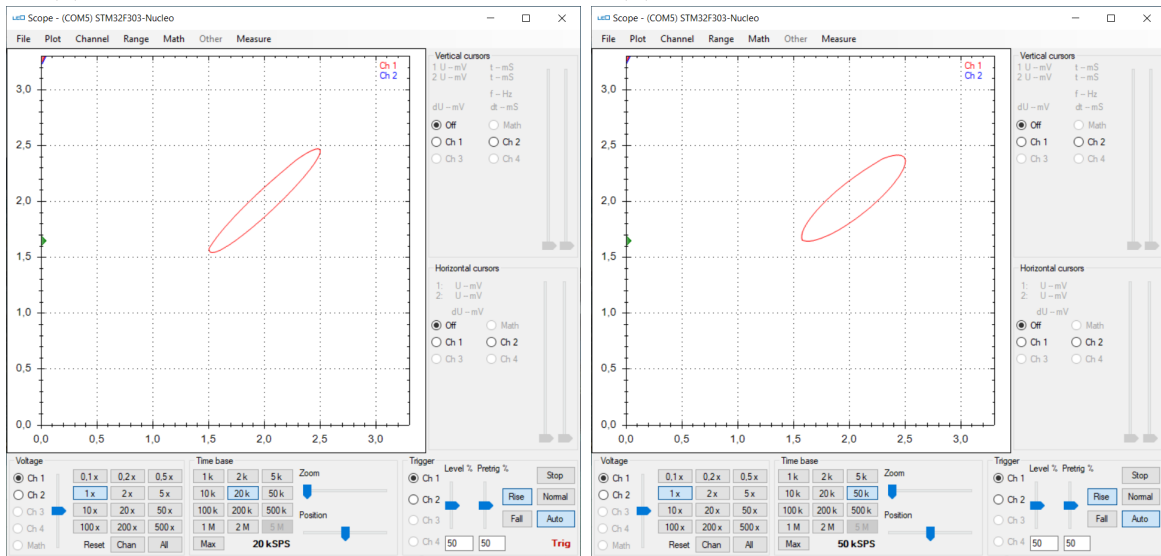 LEO Scope - (COM5) STM32F303-Nucleo
File Plot Channel Range Math Other Measure
Ch 1
Ch 2
3,0
2,5
2,0
1,5
1,0
0,5
0,0
0,0 0,5 1,0 1,5 2,0 2,5 3,0
Vertical cursors
1 U – mV t – mS
2 U – mV t – mS
f – Hz
dU – mV dt – mS
Off Math
Ch 1 Ch 2
Ch 3 Ch 4
Horizontal cursors
1: U – mV
2: U – mV
dU – mV
Off Math
Ch 1 Ch 2
Ch 3 Ch 4
Voltage
Ch 1 0,1 x 0,2 x 0,5 x
Ch 2 1 x 2 x 5 x
Ch 3 10 x 20 x 50 x
Ch 4 100 x 200 x 500 x
Math Reset Chan All
Time base
1 k 2 k 5 k Zoom
10 k 20 k 50 k
100 k 200 k 500 k Position
1 M 2 M 5 M
Max 20 kSPS
Trigger
Level % Pretrig %
Ch 1 Stop
Ch 2 Rise Normal
Ch 3 Fall Auto
Ch 4 50 50 Trig
LEO Scope - (COM5) STM32F303-Nucleo
File Plot Channel Range Math Other Measure
Ch 1
Ch 2
3,0
2,5
2,0
1,5
1,0
0,5
0,0
0,0 0,5 1,0 1,5 2,0 2,5 3,0
Vertical cursors
1 U – mV t – mS
2 U – mV t – mS
f – Hz
dU – mV dt – mS
Off Math
Ch 1 Ch 2
Ch 3 Ch 4
Horizontal cursors
1: U – mV
2: U – mV
dU – mV
Off Math
Ch 1 Ch 2
Ch 3 Ch 4
Voltage
Ch 1 0,1 x 0,2 x 0,5 x
Ch 2 1 x 2 x 5 x
Ch 3 10 x 20 x 50 x
Ch 4 100 x 200 x 500 x
Math Reset Chan All
Time base
1 k 2 k 5 k Zoom
10 k 20 k 50 k
100 k 200 k 500 k Position
1 M 2 M 5 M
Max 50 kSPS
Trigger
Level % Pretrig %
Ch 1 Stop
Ch 2 Rise Normal
Ch 3 Fall Auto
Ch 4 50 50